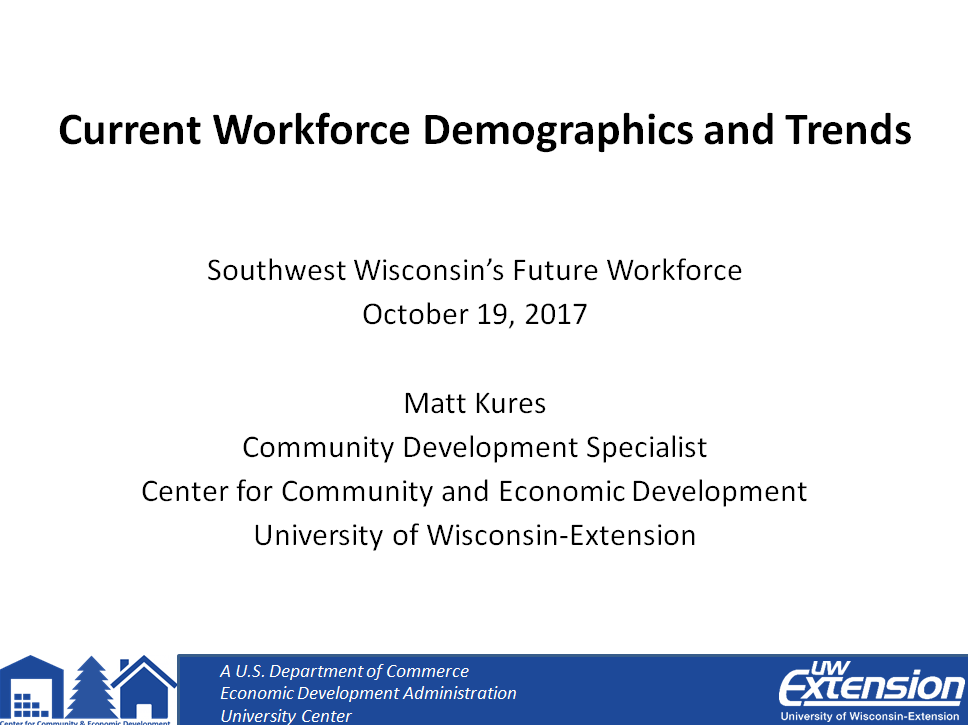 Current Workforce Demographics and Trends
Southwest Wisconsin’s Future Workforce
October 19, 2017
Matt Kures
Community Development Specialist
Center for Community and Economic Development
University of Wisconsin-Extension
Center for Community & Economic Development
A U.S. Department of Commerce
Economic Development Administration
University Center
UW
Extension
University of Wisconsin-Extension